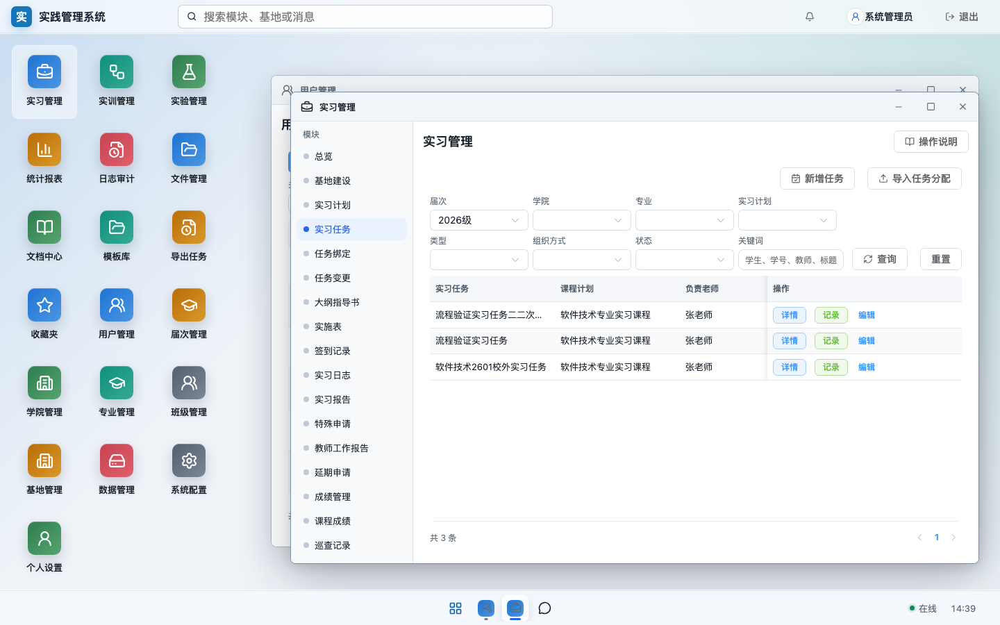 实 实践管理系统
搜索模块、基地或消息
系统管理员
退出
实习管理
实训管理
实验管理
统计报表
日志审计
文件管理
文档中心
模板库
导出任务
收藏夹
用户管理
届次管理
学院管理
专业管理
班级管理
基地管理
数据管理
系统配置
个人设置
用户管理
用
实习管理
模块
总览
基地建设
实习计划
实习任务
任务绑定
任务变更
大纲指导书
实施表
签到记录
实习日志
实习报告
特殊申请
教师工作报告
延期申请
成绩管理
课程成绩
巡查记录
实习管理
操作说明
新增任务
导入任务分配
届次 学院 专业 实习计划
2026级
类型 组织方式 状态 关键词
学生、学号、教师、标题
查询
重置
实习任务 课程计划 负责老师 操作
流程验证实习任务二二次... 软件技术专业实习课程 张老师 详情 记录 编辑
流程验证实习任务 软件技术专业实习课程 张老师 详情 记录 编辑
软件技术2601校外实习任务 软件技术专业实习课程 张老师 详情 记录 编辑
共 3 条
1
在线
14:39